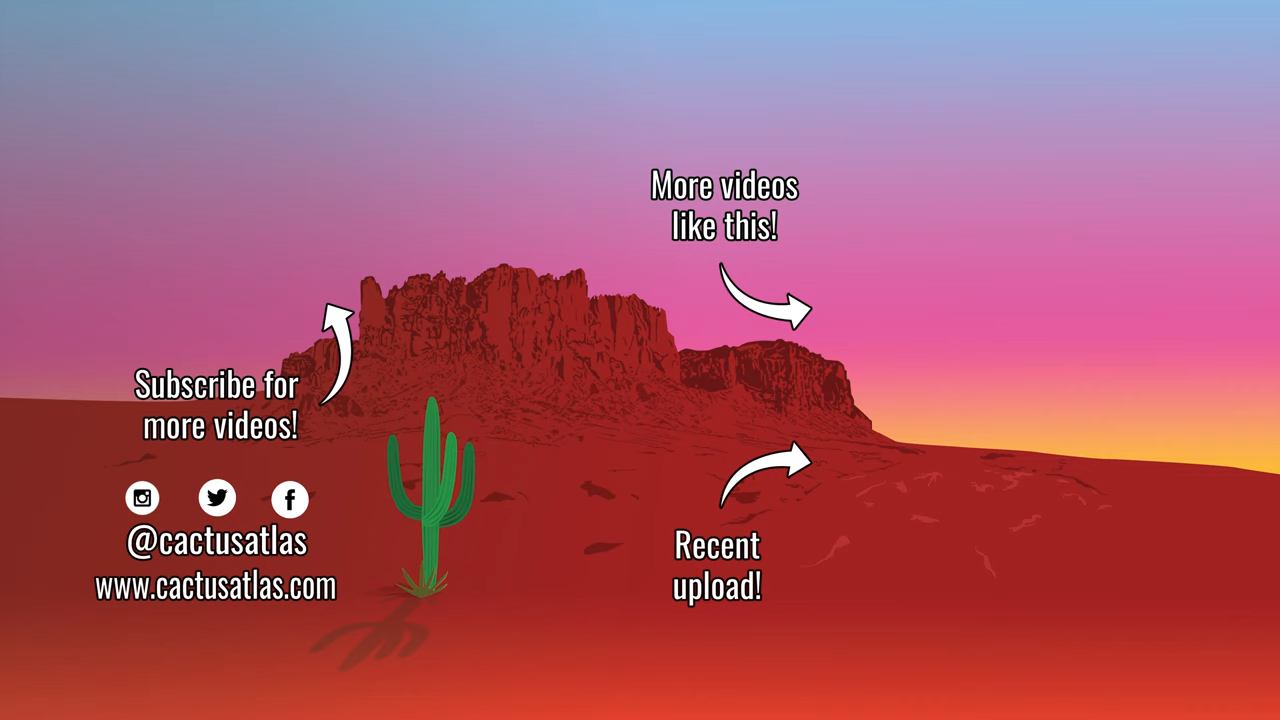 More videos
like this!
Subscribe for
more videos!
@cactusatlas
www.cactusatlas.com
Recent
upload!